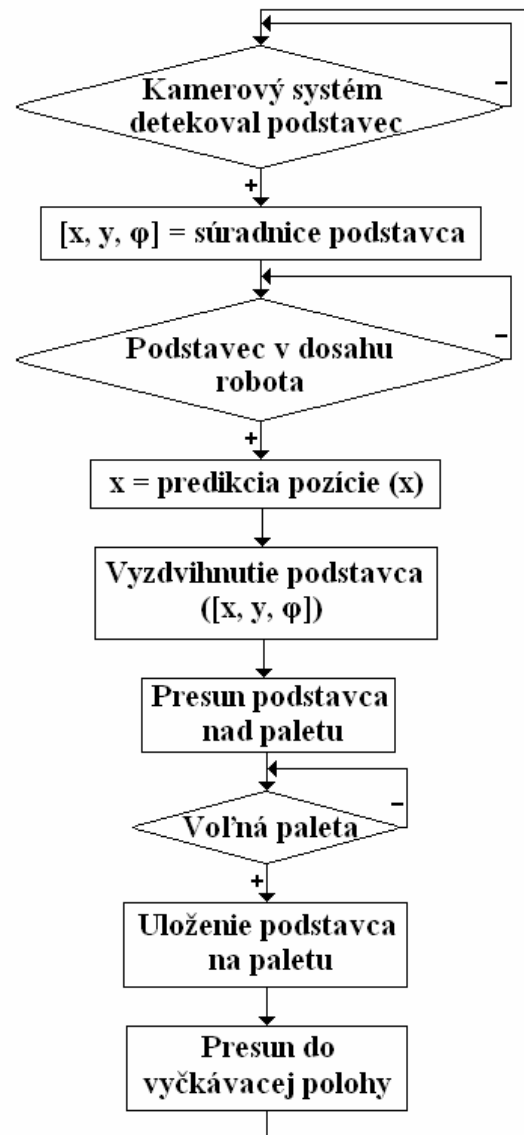 Kamerový systém
detekoval podstavec
–
+
[x, y, φ] = súradnice podstavca
Podstavec v dosahu
robota
–
+
x = predikcia pozície (x)
Vyzdvihnutie podstavca
([x, y, φ])
Presun podstavca
nad paletu
Voľná paleta
–
+
Uloženie podstavca
na paletu
Presun do
vyčkávacej polohy